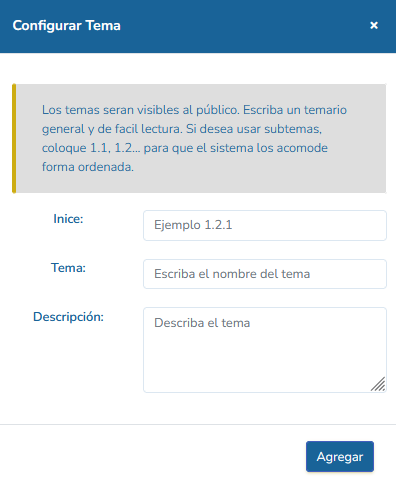 Configurar Tema ×
Los temas seran visibles al público. Escriba un temario
general y de facil lectura. Si desea usar subtemas,
coloque 1.1, 1.2... para que el sistema los acomode
forma ordenada.
Inice:
Ejemplo 1.2.1
Tema:
Escriba el nombre del tema
Descripción:
Describa el tema
Agregar